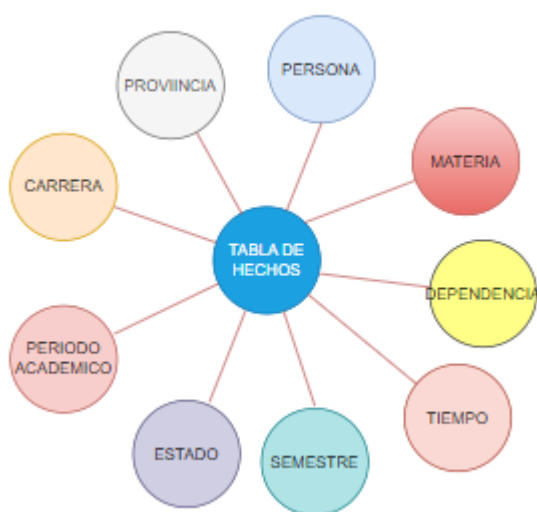 PERSONA
PROVIINCIA
MATERIA
CARRERA
TABLA DE
HECHOS
DEPENDENCIA
PERIODO
ACADEMICO
TIEMPO
ESTADO
SEMESTRE